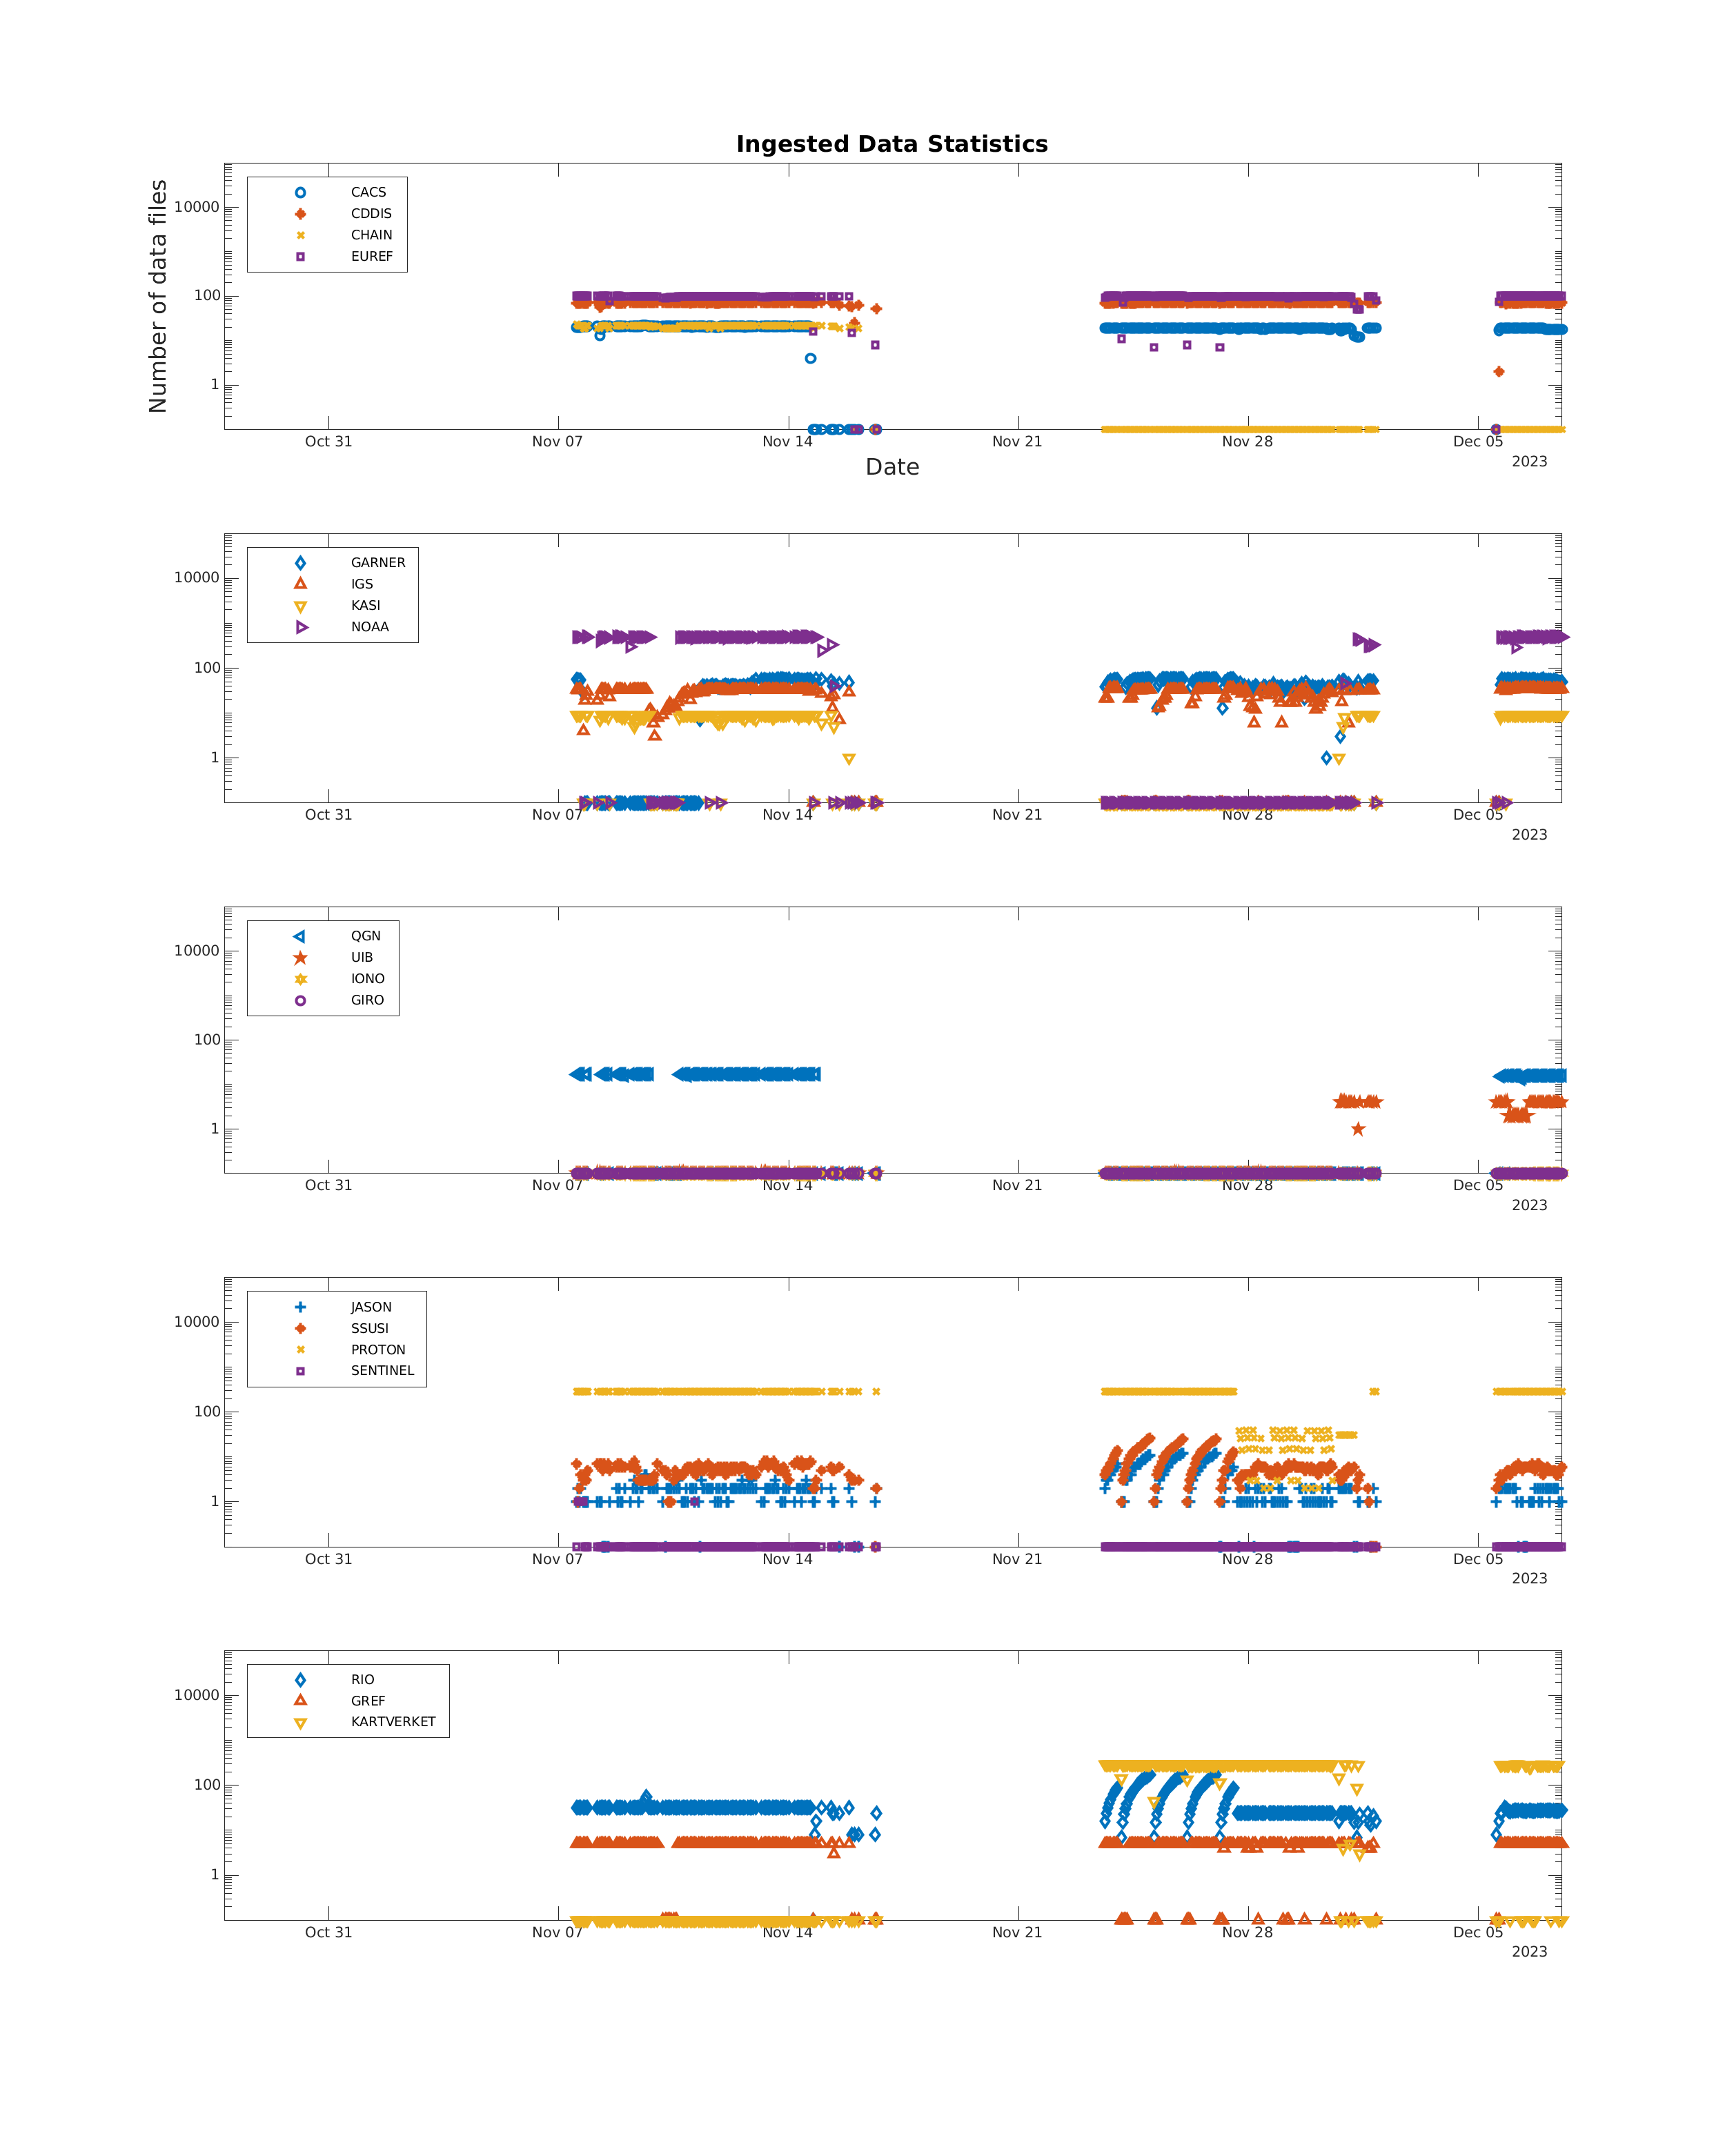 Ingested Data Statistics
Number of data files
10000
100
1
CACS
CDDIS
CHAIN
EUREF
Oct 31 Nov 07 Nov 14 Nov 21 Nov 28 Dec 05
2023
Date
10000
100
1
GARNER
IGS
KASI
NOAA
Oct 31 Nov 07 Nov 14 Nov 21 Nov 28 Dec 05
2023
10000
100
1
QGN
UIB
IONO
GIRO
Oct 31 Nov 07 Nov 14 Nov 21 Nov 28 Dec 05
2023
10000
100
1
JASON
SSUSI
PROTON
SENTINEL
Oct 31 Nov 07 Nov 14 Nov 21 Nov 28 Dec 05
2023
10000
100
1
RIO
GREF
KARTVERKET
Oct 31 Nov 07 Nov 14 Nov 21 Nov 28 Dec 05
2023